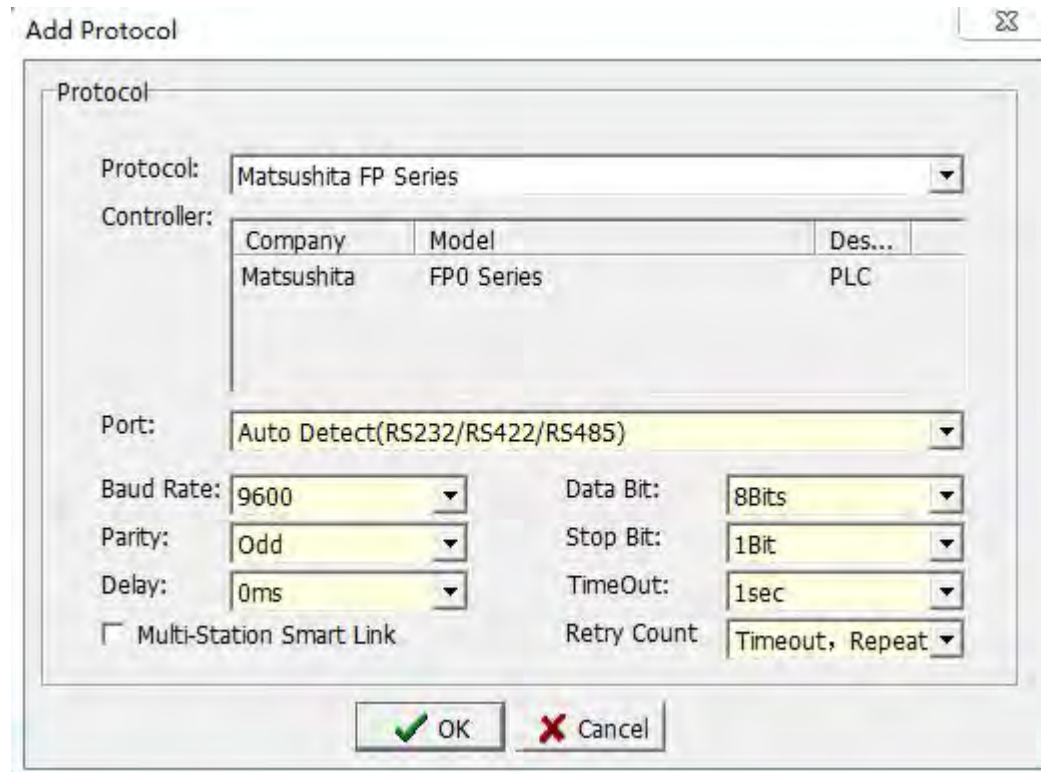 Add Protocol
Protocol
Protocol: Matsushita FP Series
Controller:
Company Model Des...
Matsushita FP0 Series PLC
Port: Auto Detect(RS232/RS422/RS485)
Baud Rate: 9600 Data Bit: 8Bits
Parity: Odd Stop Bit: 1Bit
Delay: 0ms TimeOut: 1sec
Multi-Station Smart Link Retry Count Timeout，Repeat
OK Cancel